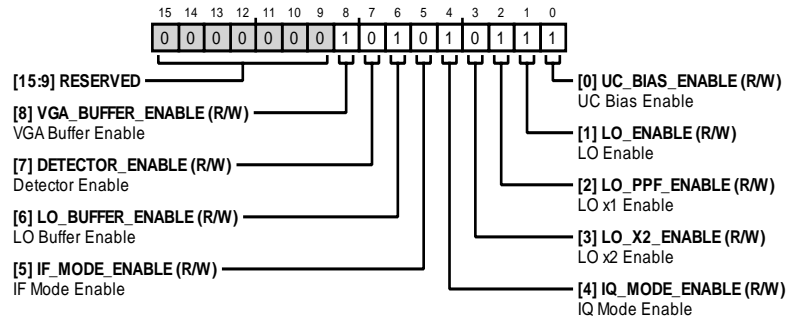 15 14 13 12 11 10 9 8 7 6 5 4 3 2 1 0
0 0 0 0 0 0 0 1 0 1 0 1 0 1 1 1
[15:9] RESERVED
[8] VGA_BUFFER_ENABLE (R/W)
VGA Buffer Enable
[7] DETECTOR_ENABLE (R/W)
Detector Enable
[6] LO_BUFFER_ENABLE (R/W)
LO Buffer Enable
[5] IF_MODE_ENABLE (R/W)
IF Mode Enable
[0] UC_BIAS_ENABLE (R/W)
UC Bias Enable
[1] LO_ENABLE (R/W)
LO Enable
[2] LO_PPF_ENABLE (R/W)
LO x1 Enable
[3] LO_X2_ENABLE (R/W)
LO x2 Enable
[4] IQ_MODE_ENABLE (R/W)
IQ Mode Enable